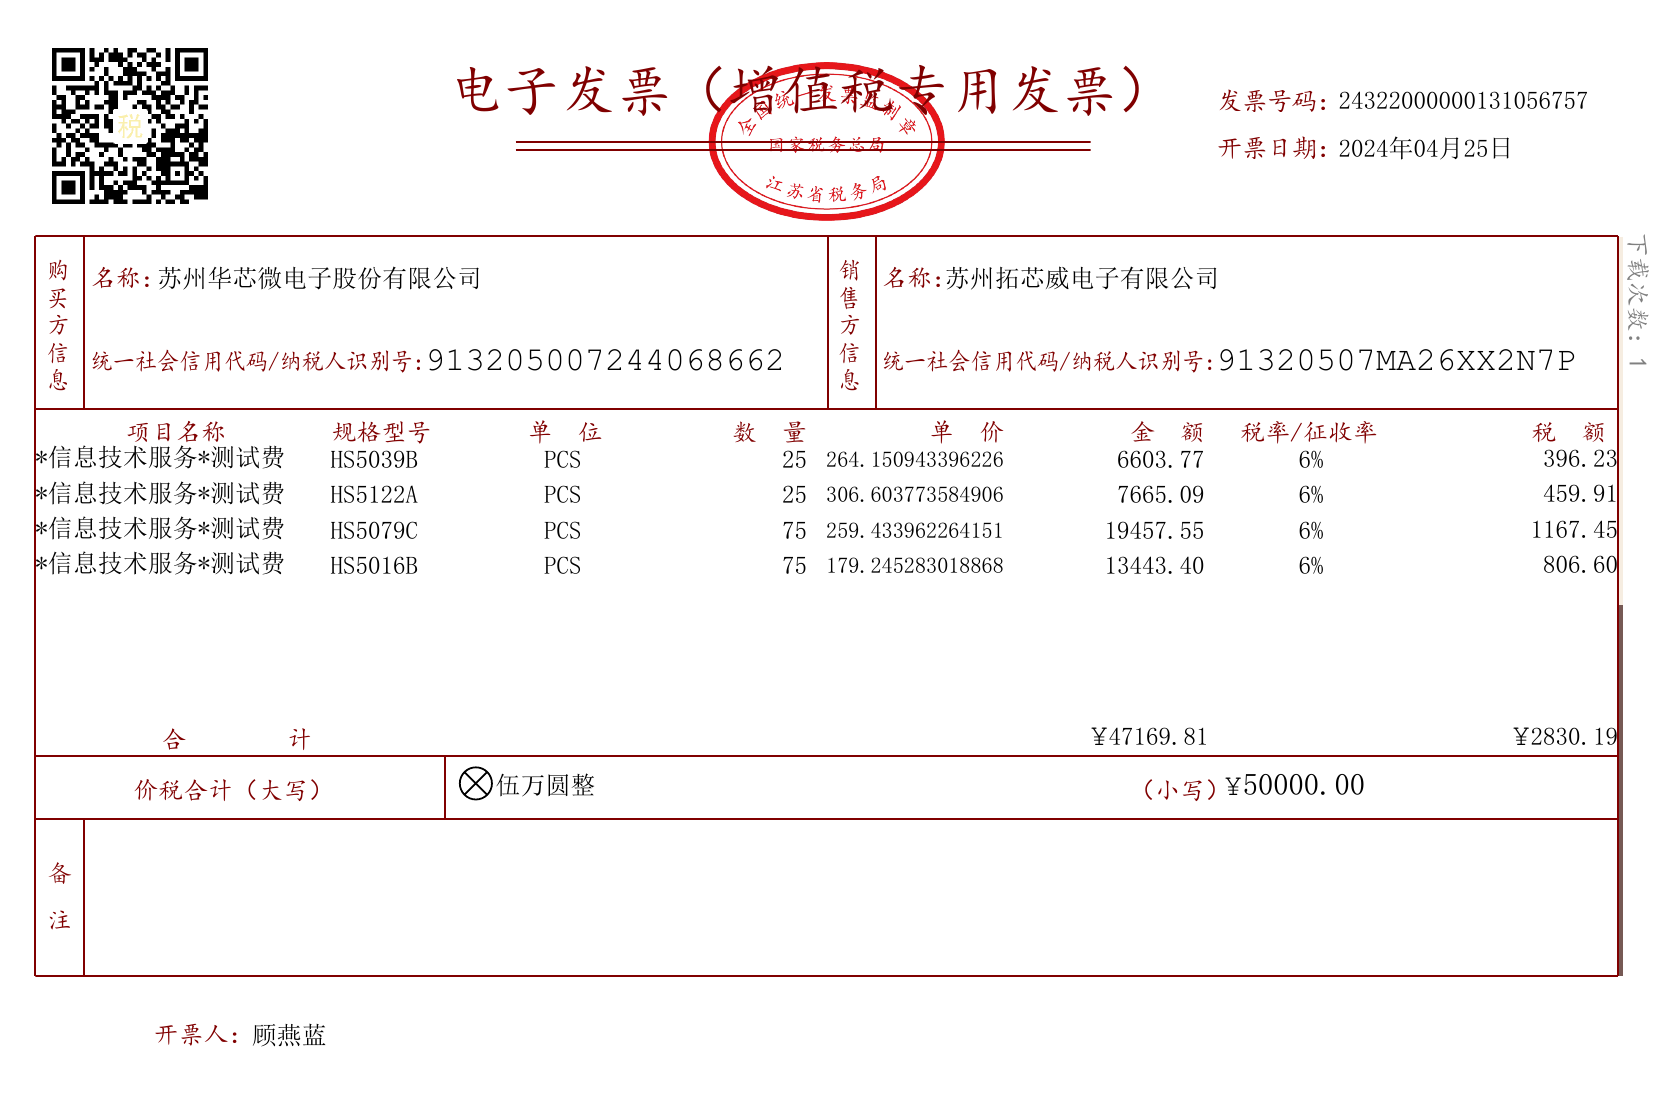 电子发票（增值税专用发票）
全国统一发票监制章
国家税务总局
江苏省税务局
税
发票号码：24322000000131056757
开票日期：2024年04月25日
下载次数：1
购买方信息
名称：苏州华芯微电子股份有限公司
统一社会信用代码/纳税人识别号：913205007244068662
销售方信息
名称：苏州拓芯威电子有限公司
统一社会信用代码/纳税人识别号：91320507MA26XX2N7P
项目名称 规格型号 单位 数量 单价 金额 税率/征收率 税额
*信息技术服务*测试费 HS5039B PCS 25 264.150943396226 6603.77 6% 396.23
*信息技术服务*测试费 HS5122A PCS 25 306.603773584906 7665.09 6% 459.91
*信息技术服务*测试费 HS5079C PCS 75 259.433962264151 19457.55 6% 1167.45
*信息技术服务*测试费 HS5016B PCS 75 179.245283018868 13443.40 6% 806.60
合计 ¥47169.81 ¥2830.19
价税合计（大写） 伍万圆整 （小写）¥50000.00
备注
开票人：顾燕蓝